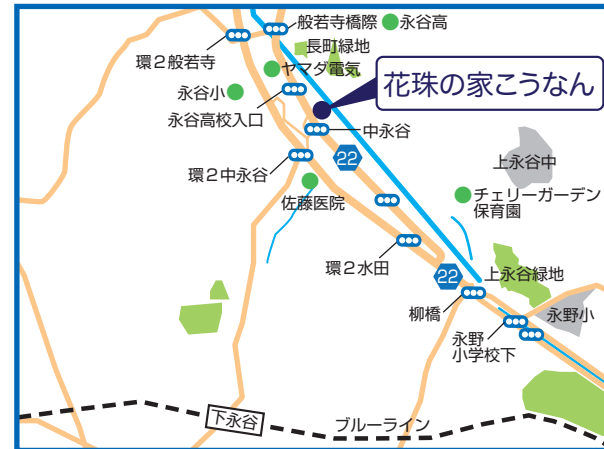 般若寺橋際
永谷高
環2般若寺
長町緑地
ヤマダ電気
永谷小
花珠の家こうなん
永谷高校入口
中永谷
22
環2中永谷
上永谷中
佐藤医院
チェリーガーデン
保育園
環2水田
22
上永谷緑地
柳橋
永野
小学校下
永野小
下永谷
ブルーライン